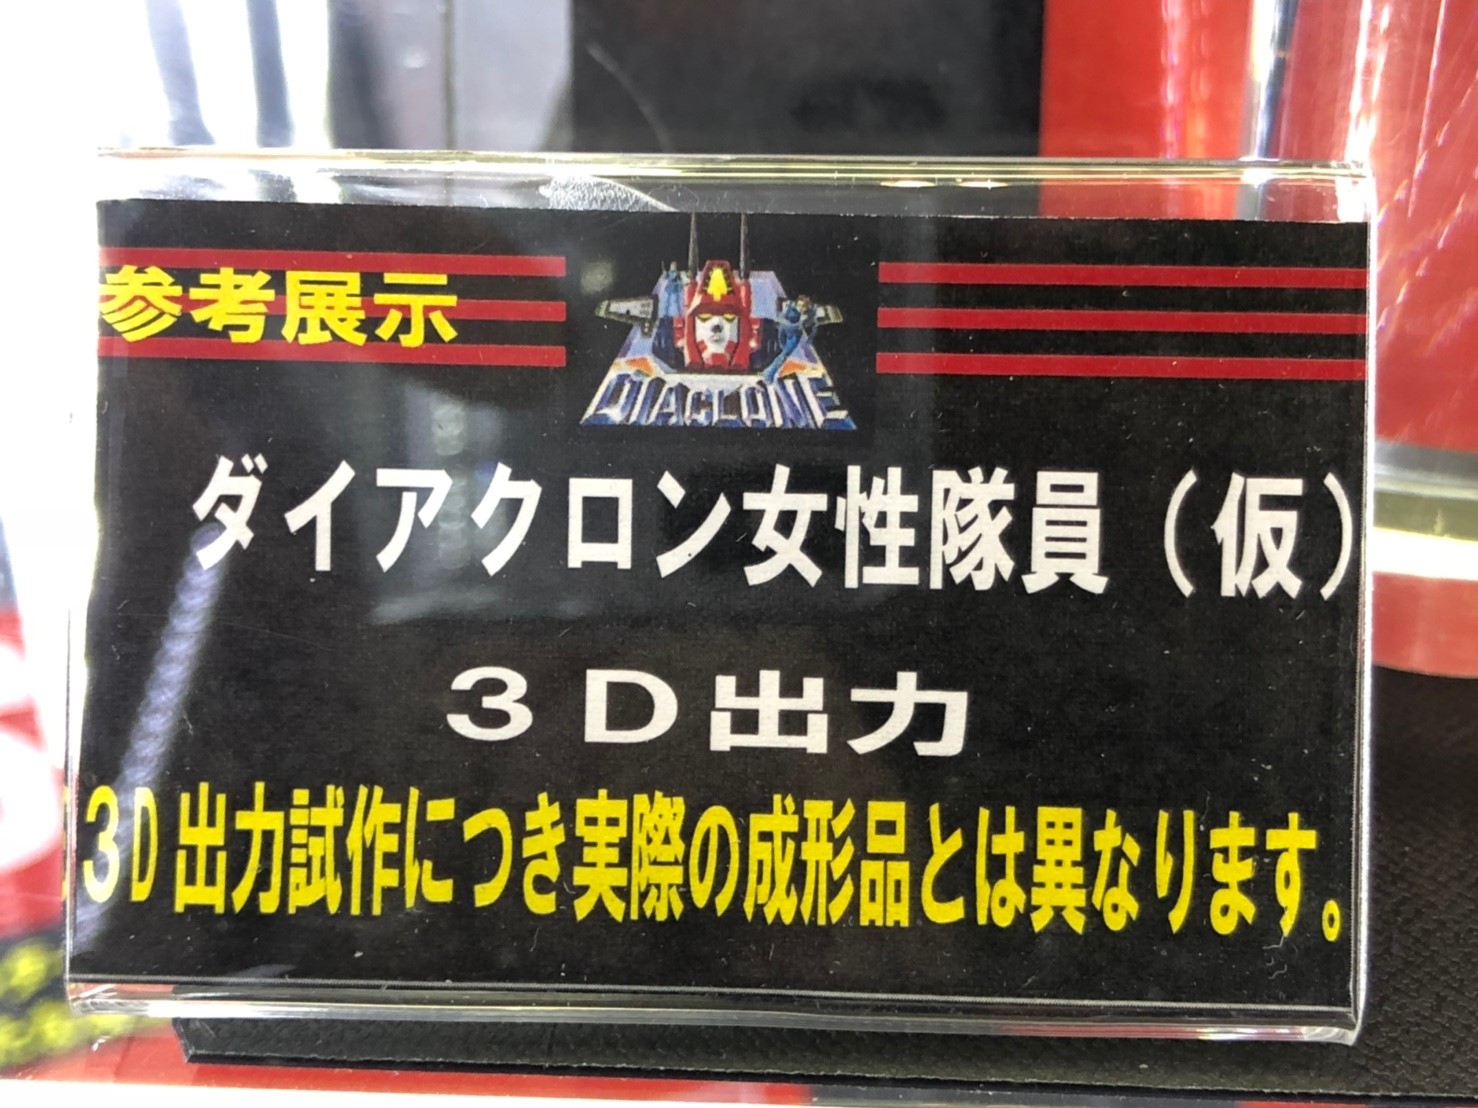 参考展示
DIACLONE
ダイアクロン女性隊員（仮）
３Ｄ出力
３D出力試作につき実際の成形品とは異なります。